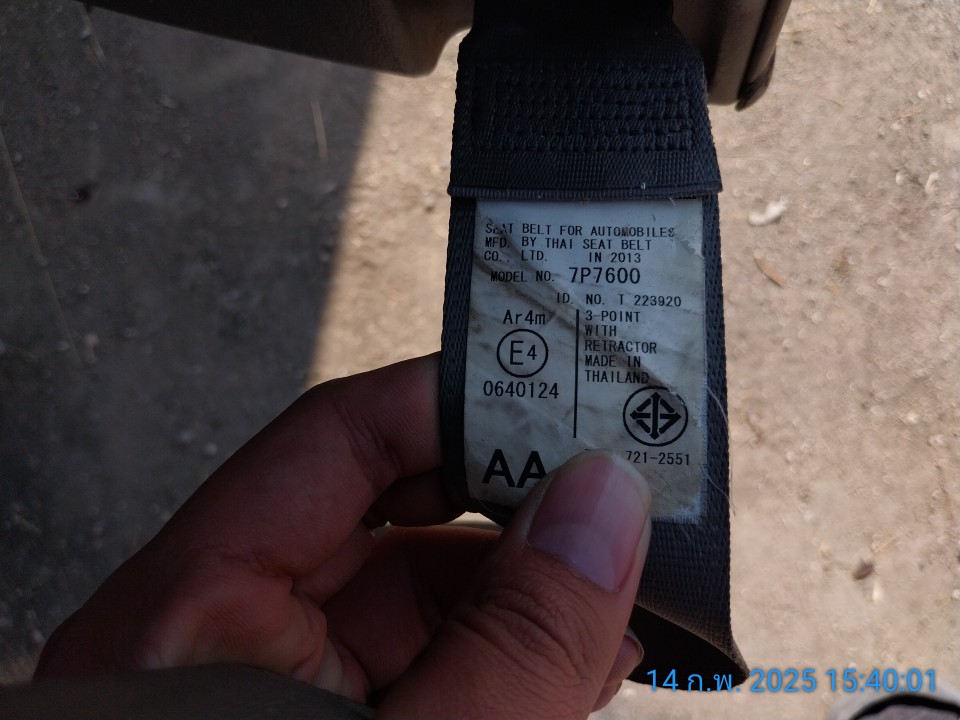 SEAT BELT FOR AUTOMOBILES
MFD. BY THAI SEAT BELT
CO., LTD. IN 2013
MODEL NO. 7P7600
ID. NO. T 223920
Ar4m
E4
0640124
3-POINT
WITH
RETRACTOR
MADE IN
THAILAND
721-2551
AA
14 ก.พ. 2025 15:40:01